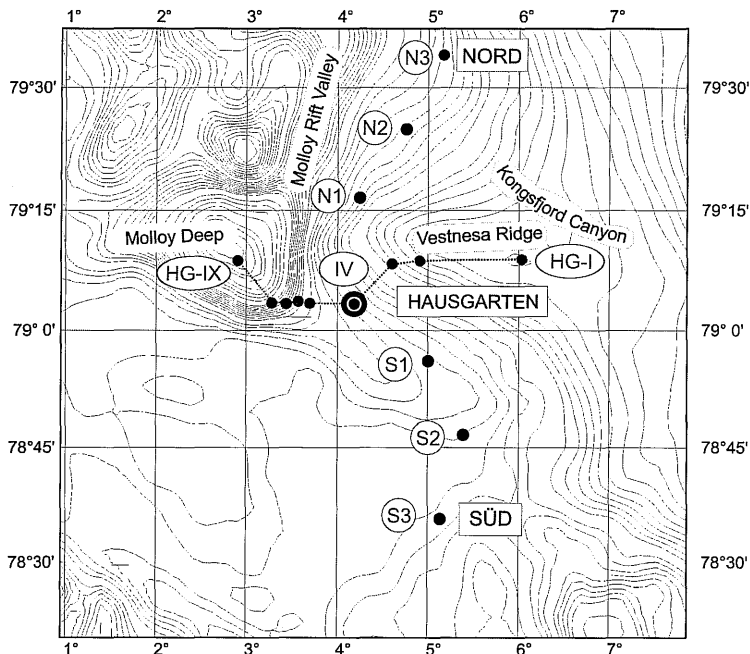 1° 2° 3° 4° 5° 6° 7°
N3 NORD
79°30' 79°30'
Molloy Rift Valley
N2
Kongsfjord Canyon
N1
79°15' 79°15'
Molloy Deep Vestnesa Ridge
HG-IX IV HG-I
HAUSGARTEN
79° 0' 79° 0'
S1
S2
78°45' 78°45'
S3 SÜD
78°30' 78°30'
1° 2° 3° 4° 5° 6° 7°